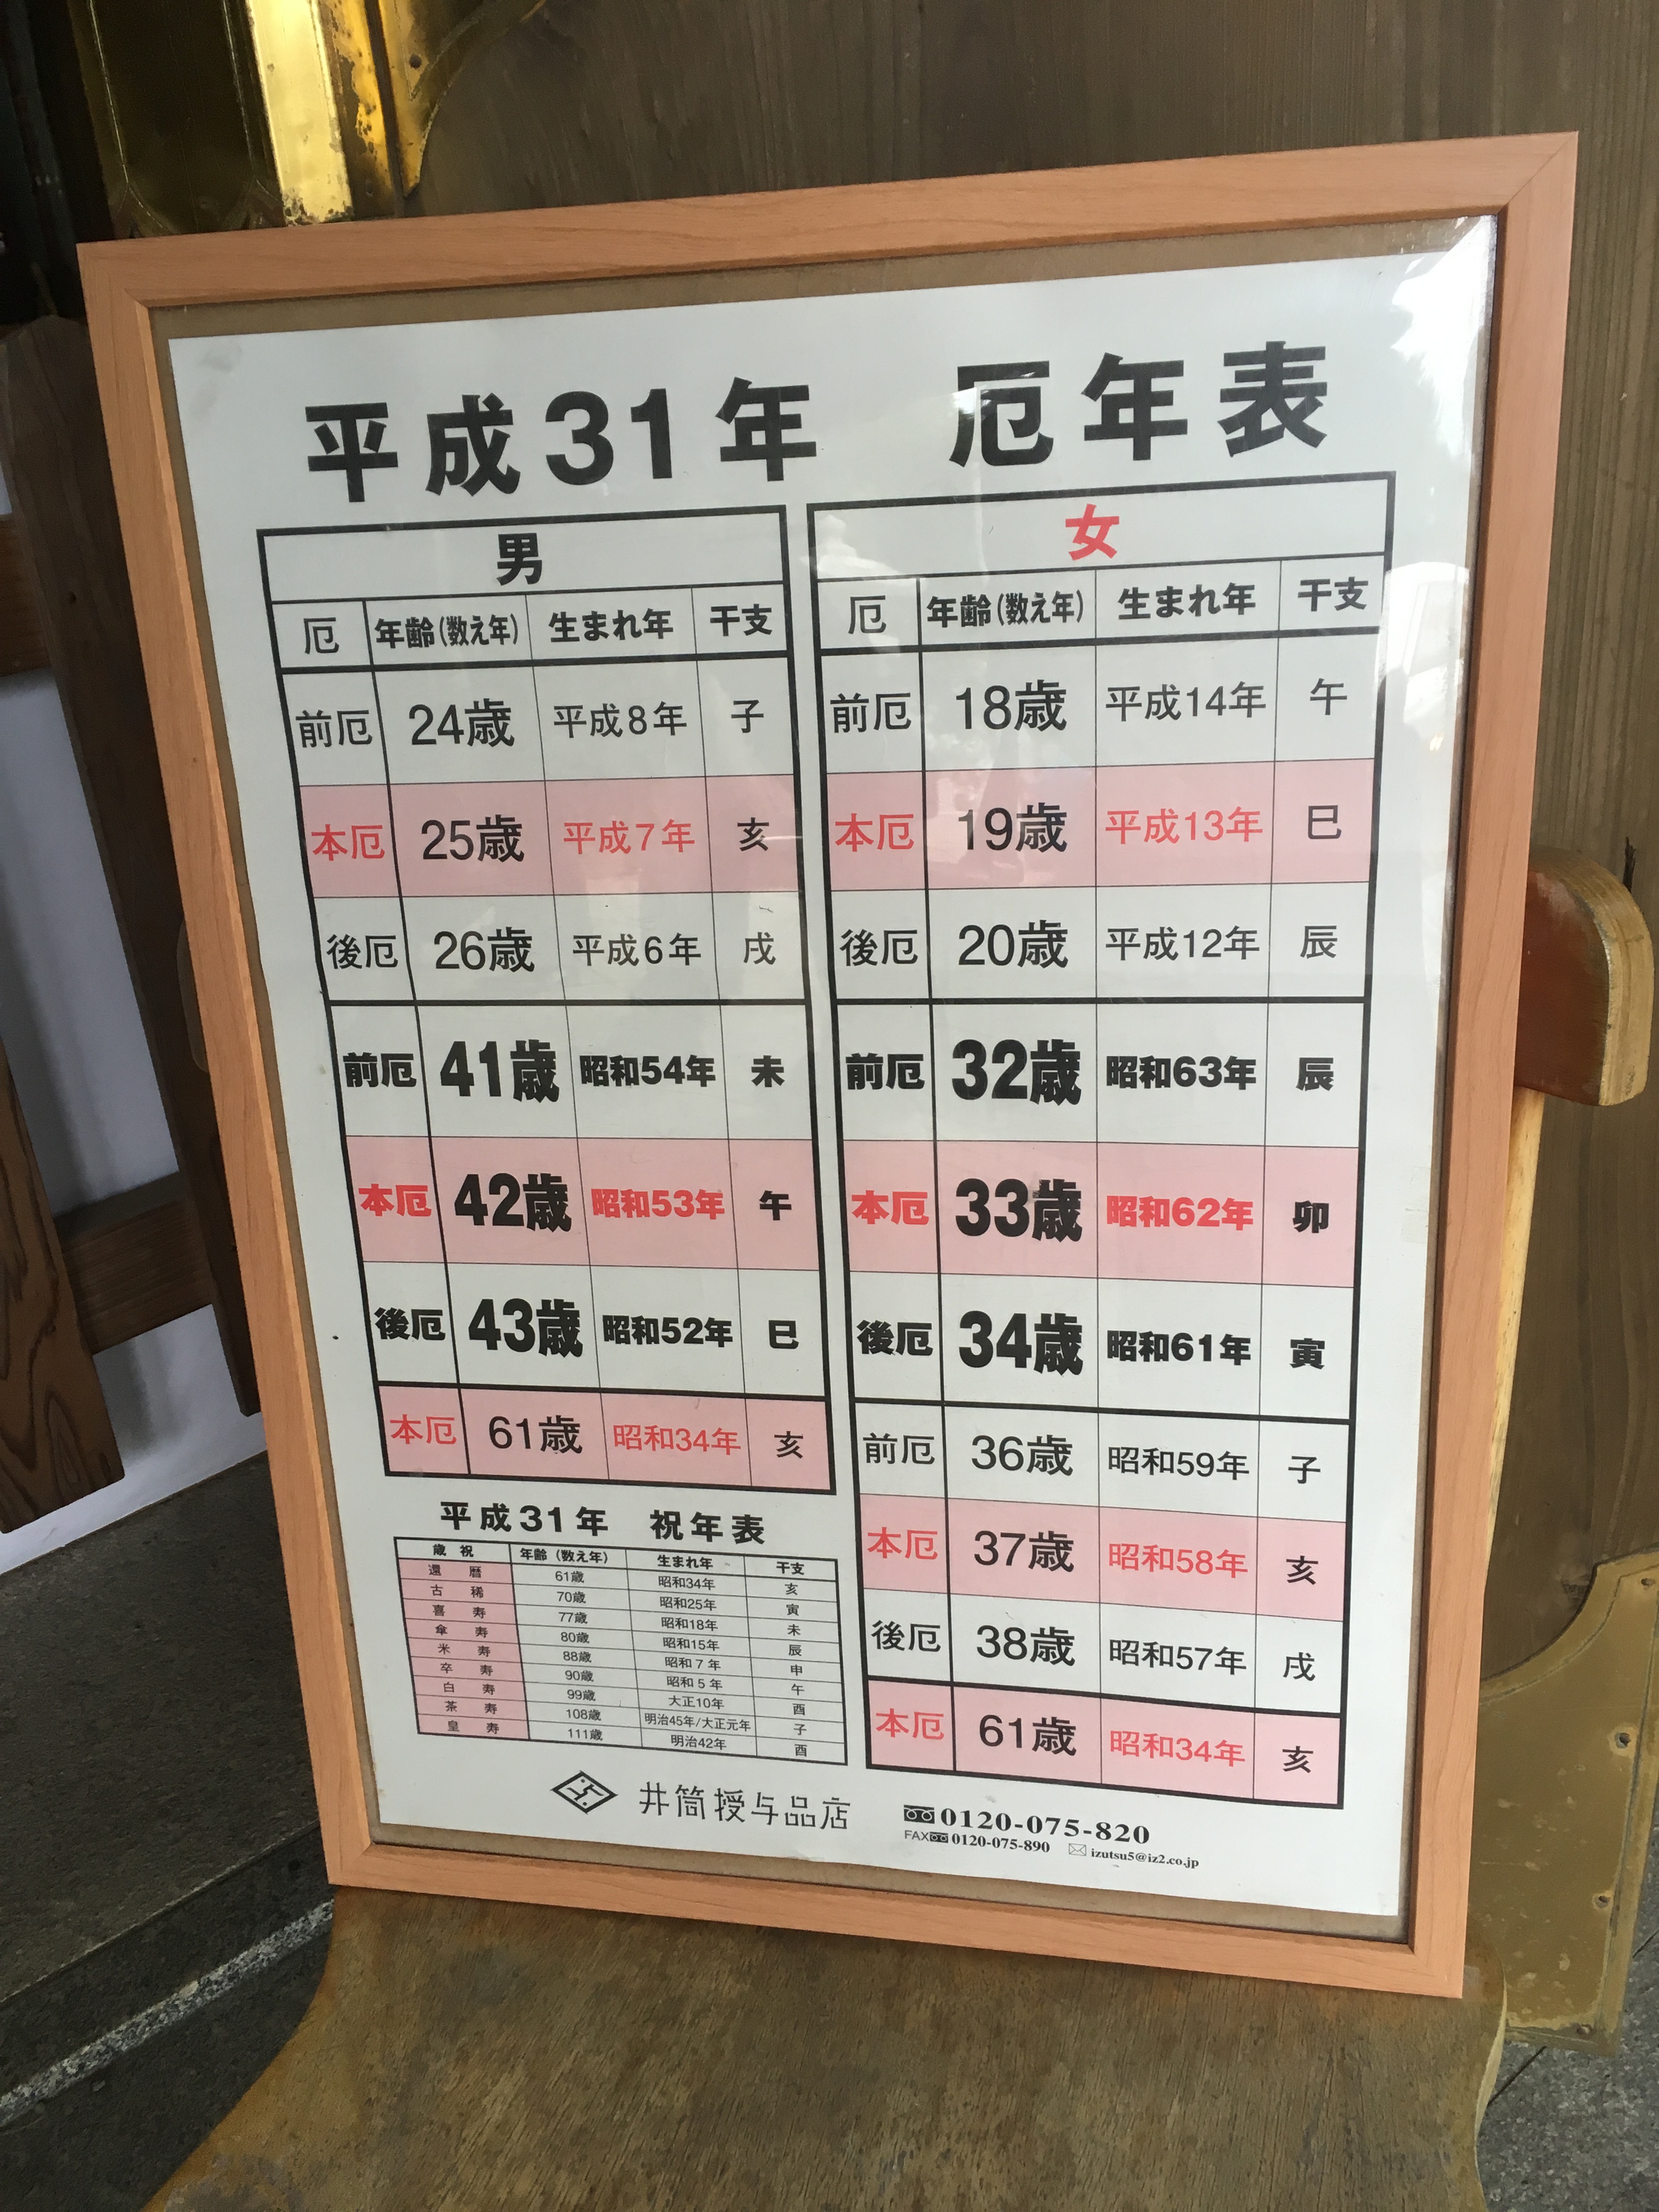 平成31年 厄年表
男
厄 年齢(数え年) 生まれ年 干支
前厄 24歳 平成8年 子
本厄 25歳 平成7年 亥
後厄 26歳 平成6年 戌
前厄 41歳 昭和54年 未
本厄 42歳 昭和53年 午
後厄 43歳 昭和52年 巳
本厄 61歳 昭和34年 亥
女
厄 年齢(数え年) 生まれ年 干支
前厄 18歳 平成14年 午
本厄 19歳 平成13年 巳
後厄 20歳 平成12年 辰
前厄 32歳 昭和63年 辰
本厄 33歳 昭和62年 卯
後厄 34歳 昭和61年 寅
前厄 36歳 昭和59年 子
本厄 37歳 昭和58年 亥
後厄 38歳 昭和57年 戌
本厄 61歳 昭和34年 亥
平成31年 祝年表
歳祝 年齢(数え年) 生まれ年 干支
還暦 61歳 昭和34年 亥
古稀 70歳 昭和25年 寅
喜寿 77歳 昭和18年 未
傘寿 80歳 昭和15年 辰
米寿 88歳 昭和7年 申
卒寿 90歳 昭和5年 午
白寿 99歳 大正10年 酉
茶寿 108歳 明治45年/大正元年 子
皇寿 111歳 明治42年 酉
井筒授与品店
0120-075-820
FAX 0120-075-890 izutsu5@iz2.co.jp